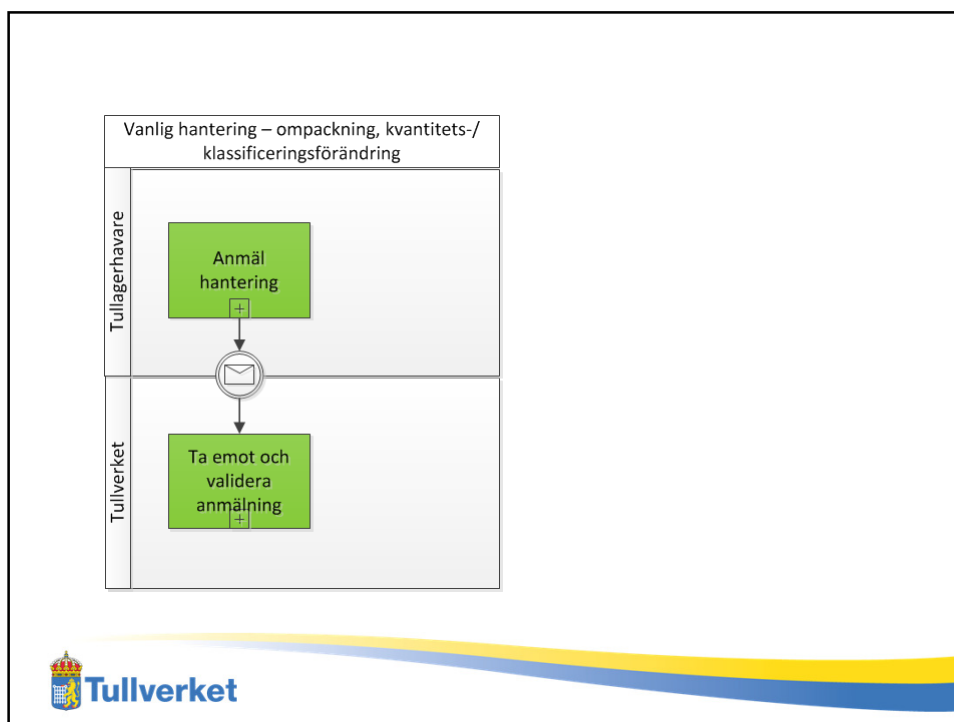 Vanlig hantering – ompackning, kvantitets-/
klassificeringsförändring
Tullagerhavare
Anmäl
hantering
Tullverket
Ta emot och
validera
anmälning
Tullverket